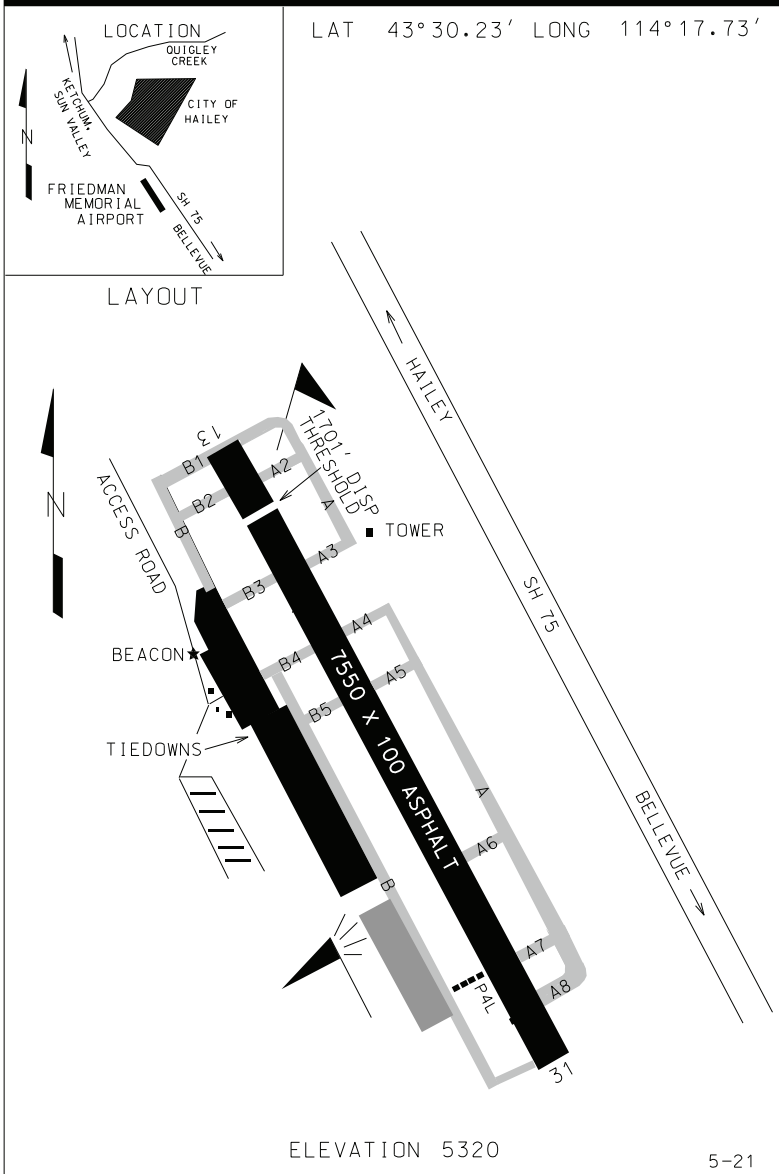 LOCATION
LAT 43°30.23' LONG 114°17.73'
QUIGLEY
CREEK
KETCHUM,
SUN VALLEY
CITY OF
HAILEY
N
FRIEDMAN
MEMORIAL
AIRPORT
SH 75
BELLEVUE
LAYOUT
HAILEY
13
1701' DISP
THRESHOLD
B1
A2
B2
A
N
ACCESS ROAD
B
TOWER
A3
B3
SH 75
A4
BEACON
B4
7550 X 100 ASPHALT
A5
B5
TIEDOWNS
A
BELLEVUE
A6
B
A7
P4L
A8
31
ELEVATION 5320
5-21